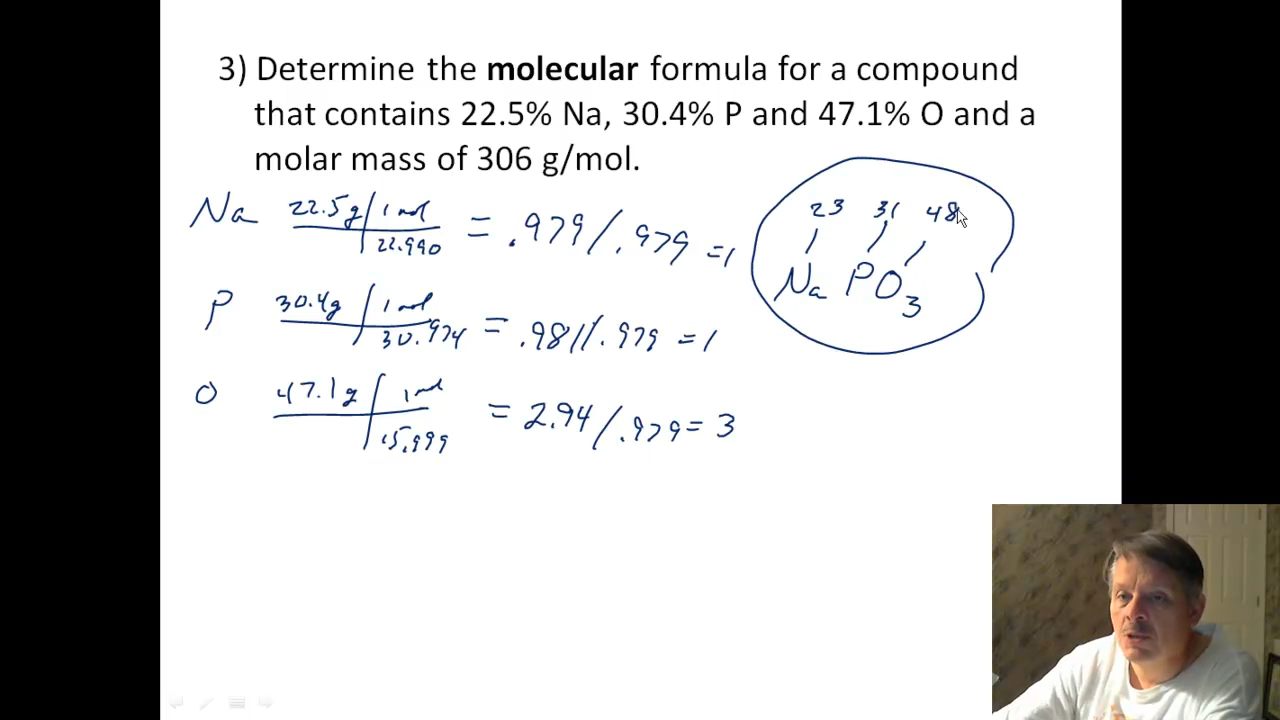 3) Determine the molecular formula for a compound
that contains 22.5% Na, 30.4% P and 47.1% O and a
molar mass of 306 g/mol.
Na 22.5g | 1 mol
22.990
= .979/.979 =1
P 30.4g | 1 mol
30.974
= .981/.979 = 1
O 47.1g | 1 mol
15.999
= 2.94/.979= 3
23 31 48
NaPO3